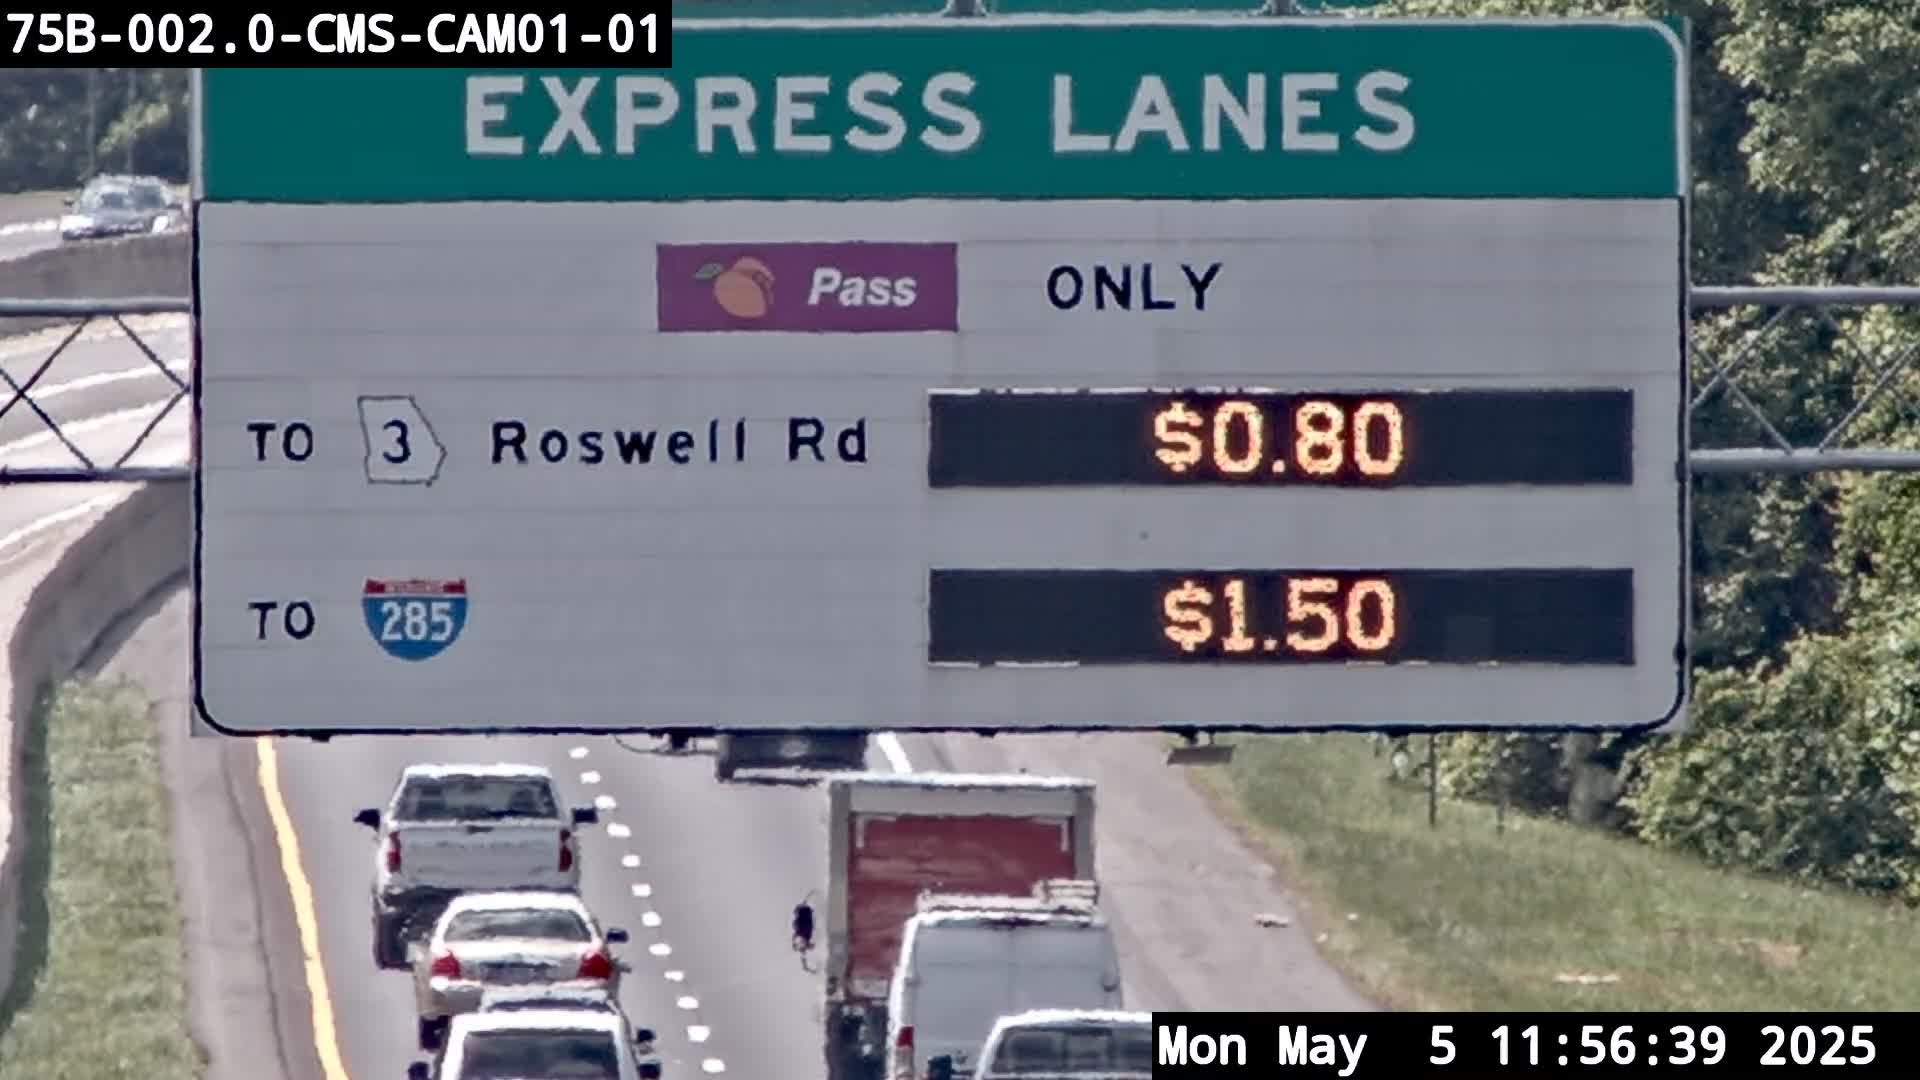 75B-002.0-CMS-CAM01-01
EXPRESS LANES
Pass ONLY
TO 3 Roswell Rd $0.80
TO 285 $1.50
Mon May 5 11:56:39 2025